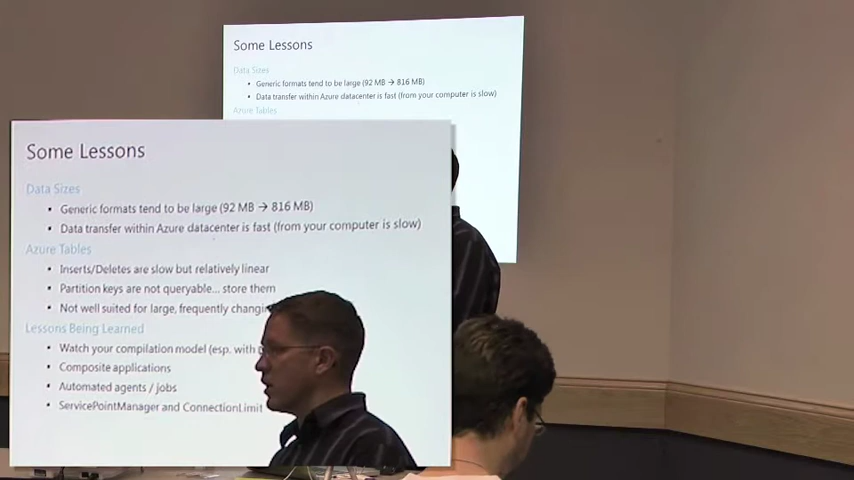 Some Lessons
Data Sizes
• Generic formats tend to be large (92 MB → 816 MB)
• Data transfer within Azure datacenter is fast (from your computer is slow)
Azure Tables
Some Lessons
Data Sizes
• Generic formats tend to be large (92 MB → 816 MB)
• Data transfer within Azure datacenter is fast (from your computer is slow)
Azure Tables
• Inserts/Deletes are slow but relatively linear
• Partition keys are not queryable... store them
• Not well suited for large, frequently
Lessons Being Learned
• Watch your compilation model (esp. with
• Composite applications
• Automated agents / jobs
• ServicePointManager and ConnectionLimit